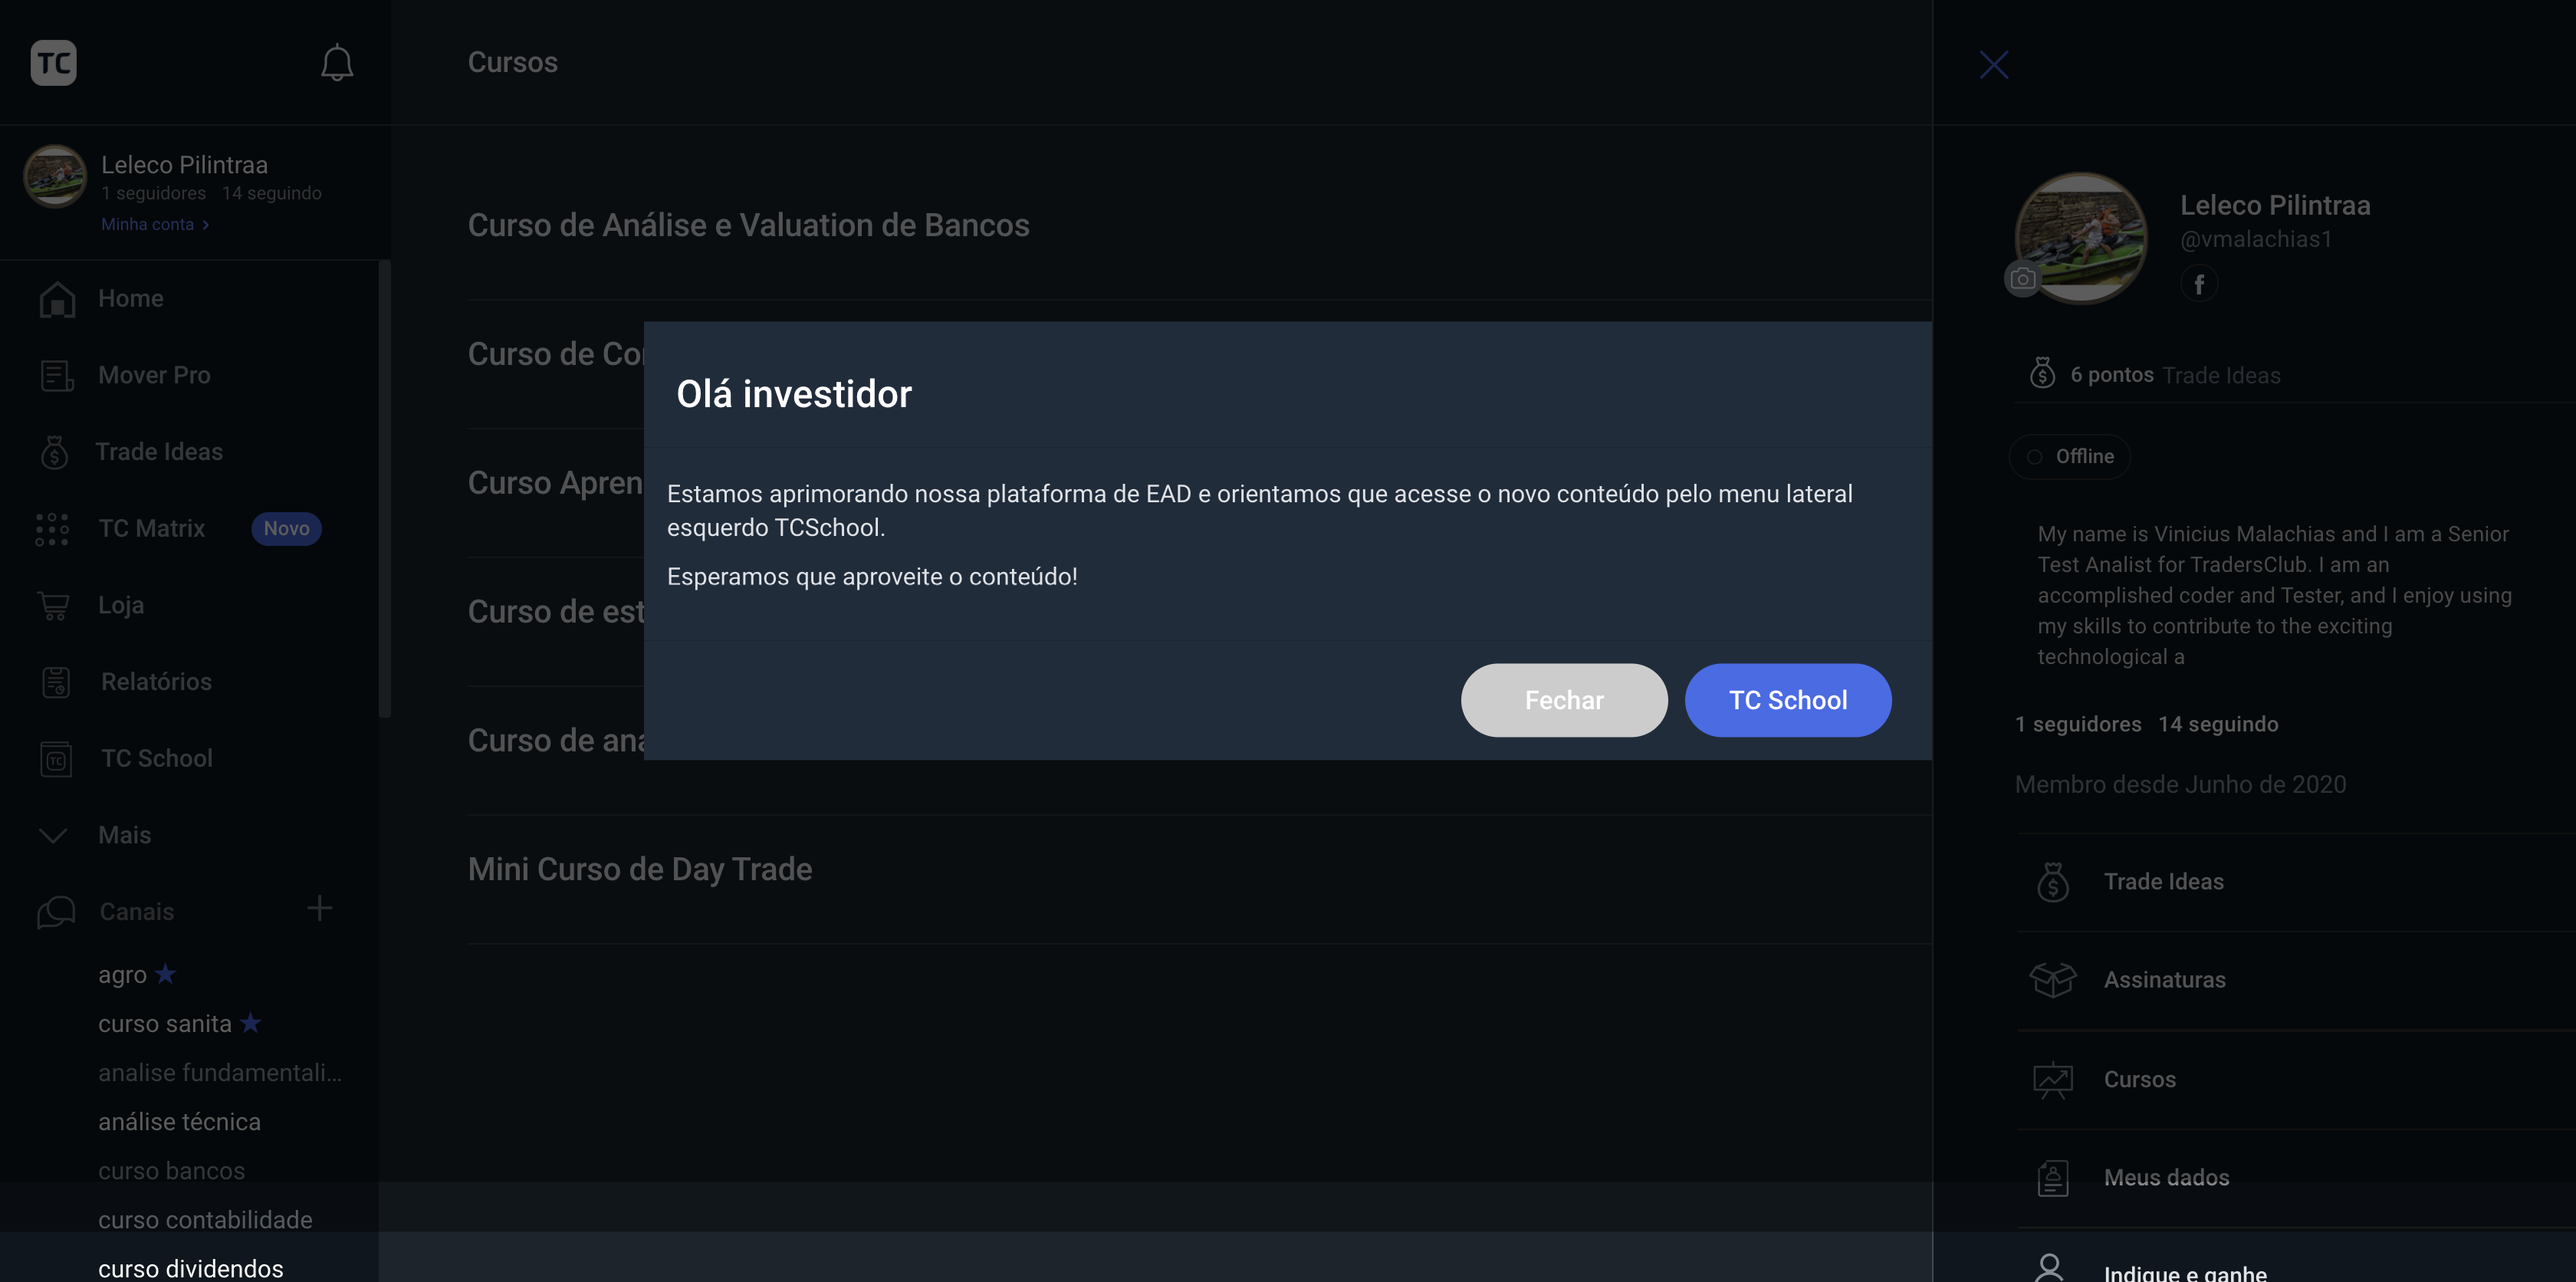 TC
Leleco Pilintraa
1 seguidores 14 seguindo
Minha conta >
Home
Mover Pro
Trade Ideas
TC Matrix Novo
Loja
Relatórios
TC School
Mais
Canais +
agro ★
curso sanita ★
analise fundamentali...
análise técnica
curso bancos
curso contabilidade
curso dividendos
Cursos
Curso de Análise e Valuation de Bancos
Curso de Co
Curso Apren
Curso de est
Curso de aná
Mini Curso de Day Trade
Olá investidor
Estamos aprimorando nossa plataforma de EAD e orientamos que acesse o novo conteúdo pelo menu lateral
esquerdo TCSchool.
Esperamos que aproveite o conteúdo!
Fechar TC School
Leleco Pilintraa
@vmalachias1
f
6 pontos Trade Ideas
Offline
My name is Vinicius Malachias and I am a Senior
Test Analist for TradersClub. I am an
accomplished coder and Tester, and I enjoy using
my skills to contribute to the exciting
technological a
1 seguidores 14 seguindo
Membro desde Junho de 2020
Trade Ideas
Assinaturas
Cursos
Meus dados
Indique e ganhe